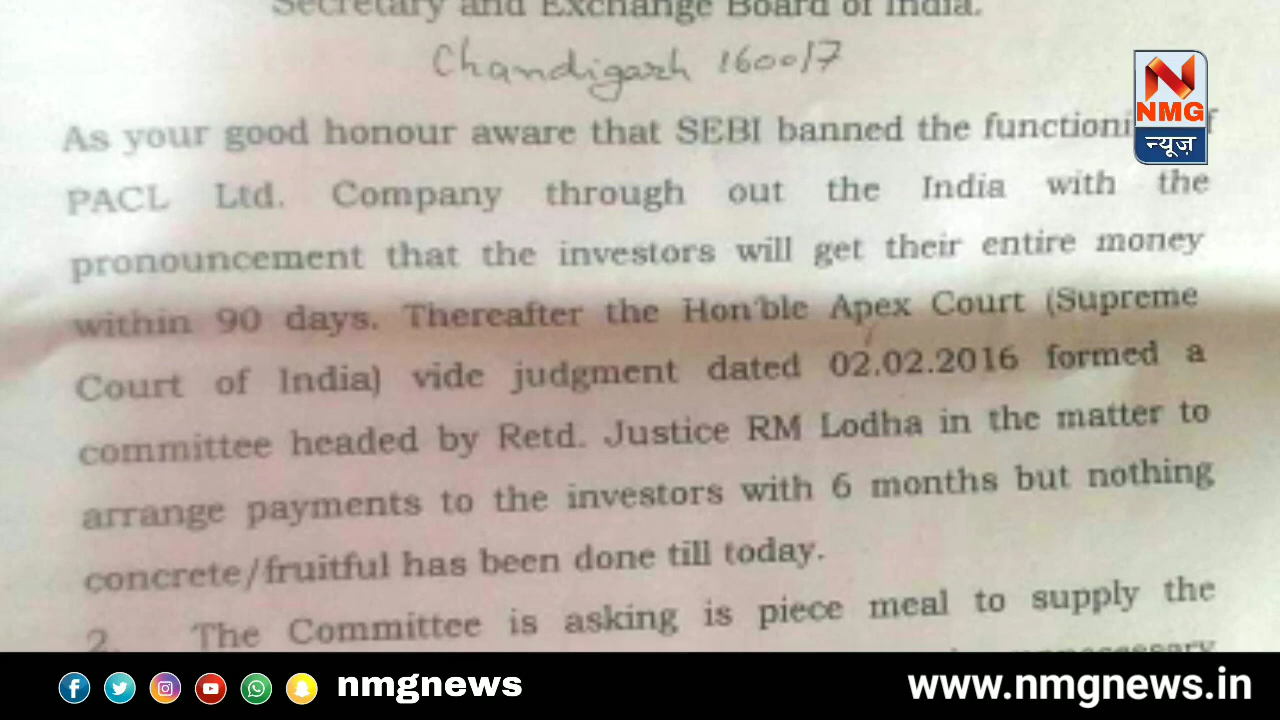 Secretary and Exchange Board of India.
Chandigarh 160017
As your good honour aware that SEBI banned the functioni f
PACL Ltd. Company through out the India with the
pronouncement that the investors will get their entire money
within 90 days. Thereafter the Hon'ble Apex Court (Supreme
Court of India) vide judgment dated 02.02.2016 formed a
committee headed by Retd. Justice RM Lodha in the matter to
arrange payments to the investors with 6 months but nothing
concrete/fruitful has been done till today.
2. The Committee is asking is piece meal to supply the
unnecessary
NMG
न्यूज़
nmgnews
www.nmgnews.in